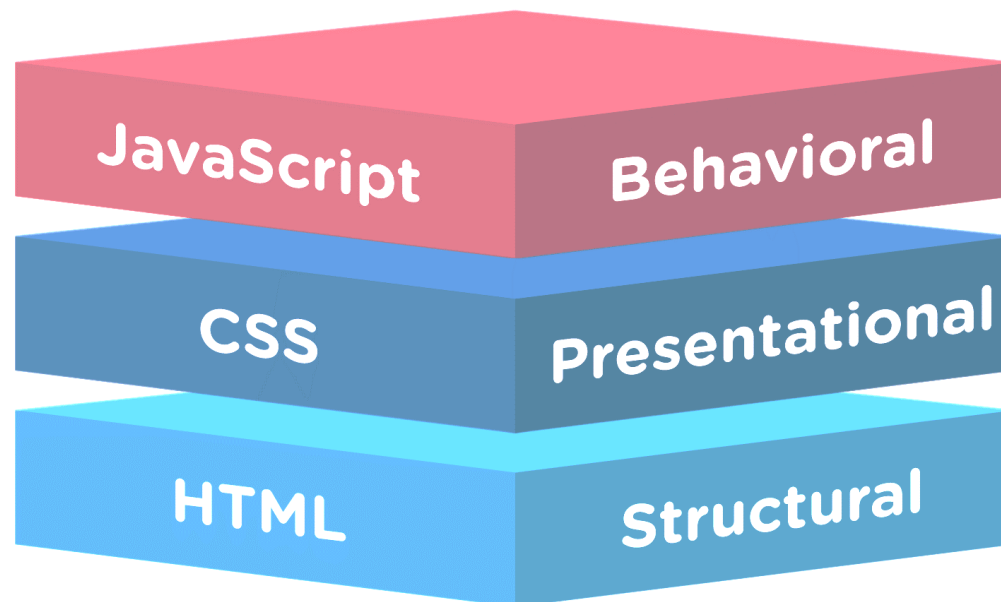 JavaScript
Behavioral
CSS
Presentational
HTML
Structural